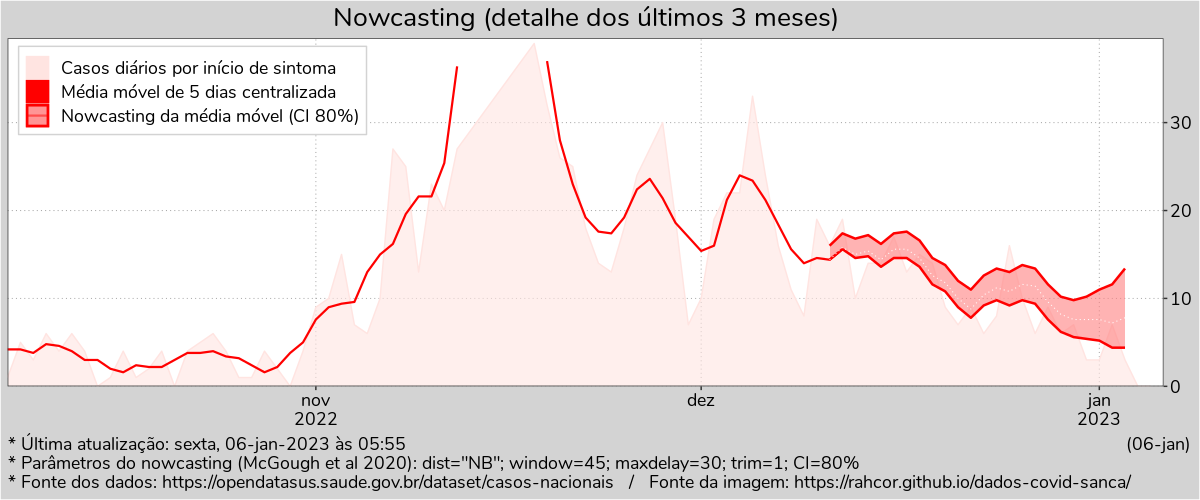 Nowcasting (detalhe dos últimos 3 meses)
Casos diários por início de sintoma
Média móvel de 5 dias centralizada
Nowcasting da média móvel (CI 80%)
30
20
10
0
nov
2022
dez
jan
2023
* Última atualização: sexta, 06-jan-2023 às 05:55
(06-jan)
* Parâmetros do nowcasting (McGough et al 2020): dist="NB"; window=45; maxdelay=30; trim=1; CI=80%
* Fonte dos dados: https://opendatasus.saude.gov.br/dataset/casos-nacionais / Fonte da imagem: https://rahcor.github.io/dados-covid-sanca/